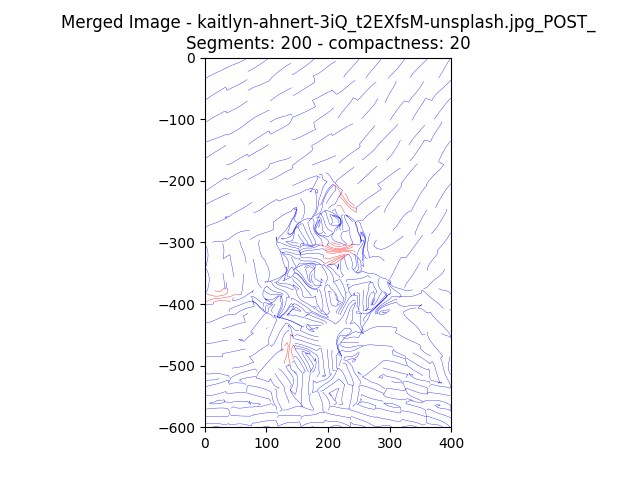 Merged Image - kaitlyn-ahnert-3iQ_t2EXfsM-unsplash.jpg_POST_
Segments: 200 - compactness: 20
0
−100
−200
−300
−400
−500
−600
0 100 200 300 400